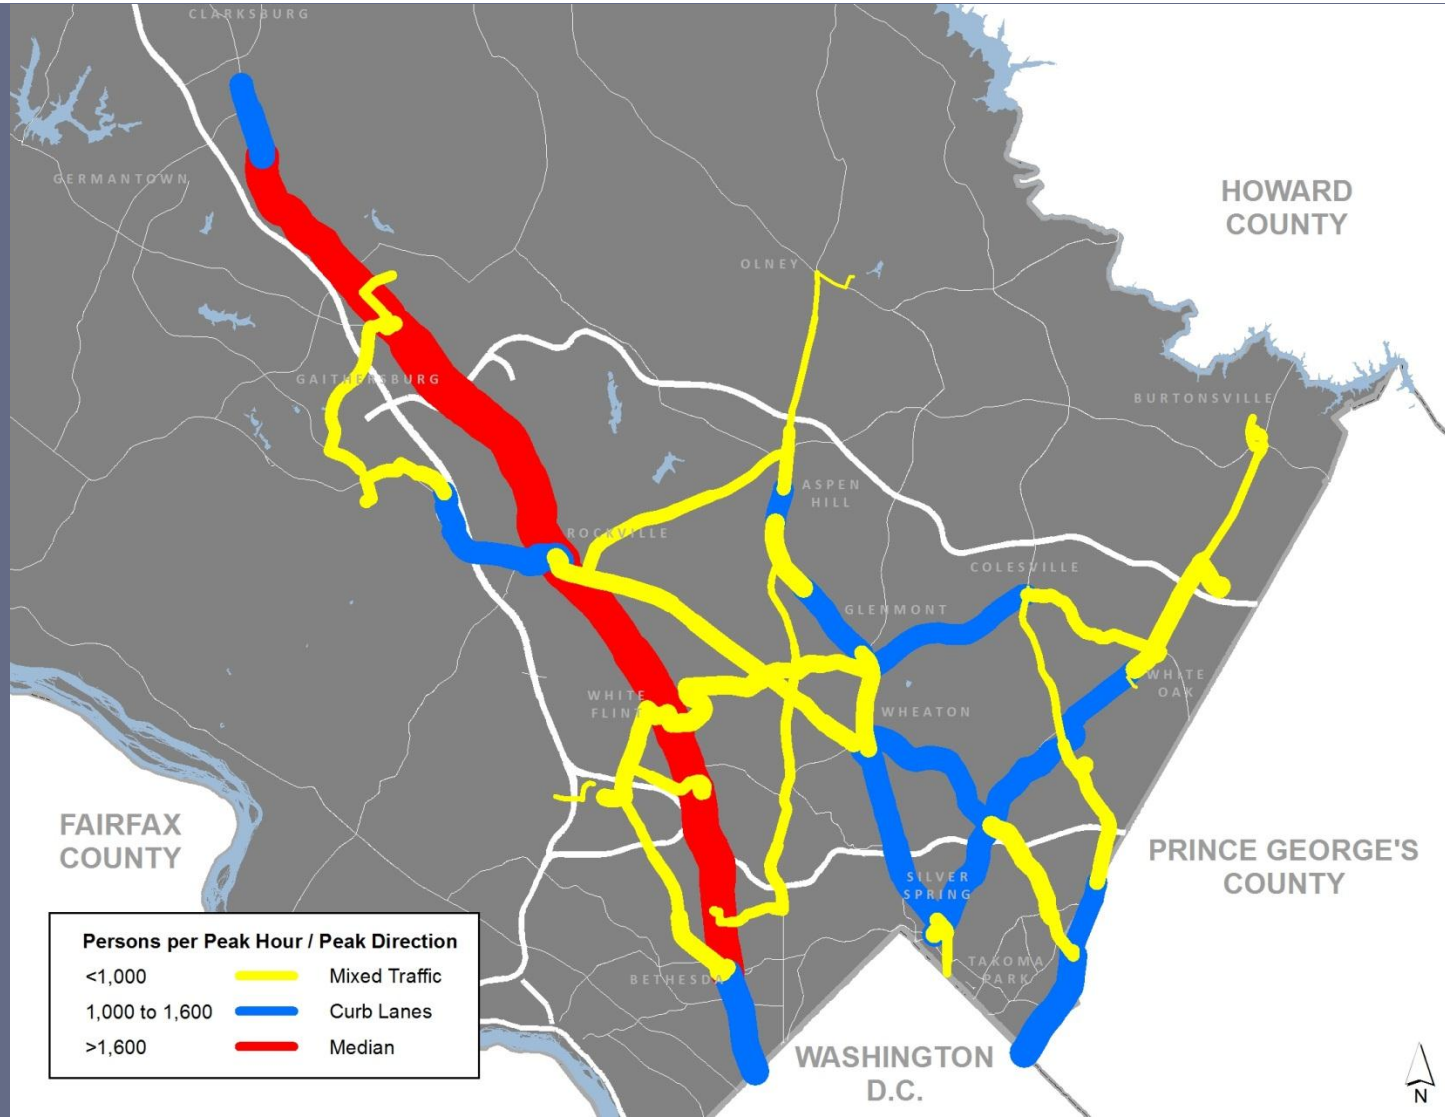 CLARKSBURG
GERMANTOWN
HOWARD
COUNTY
OLNEY
GAITHERSBURG
BURTONSVILLE
ASPEN
HILL
ROCKVILLE
COLESVILLE
GLENMONT
WHITE
OAK
WHITE
FLINT
WHEATON
FAIRFAX
COUNTY
PRINCE GEORGE'S
COUNTY
SILVER
SPRING
TAKOMA
PARK
BETHESDA
WASHINGTON
D.C.
Persons per Peak Hour / Peak Direction
<1,000 Mixed Traffic
1,000 to 1,600 Curb Lanes
>1,600 Median
N